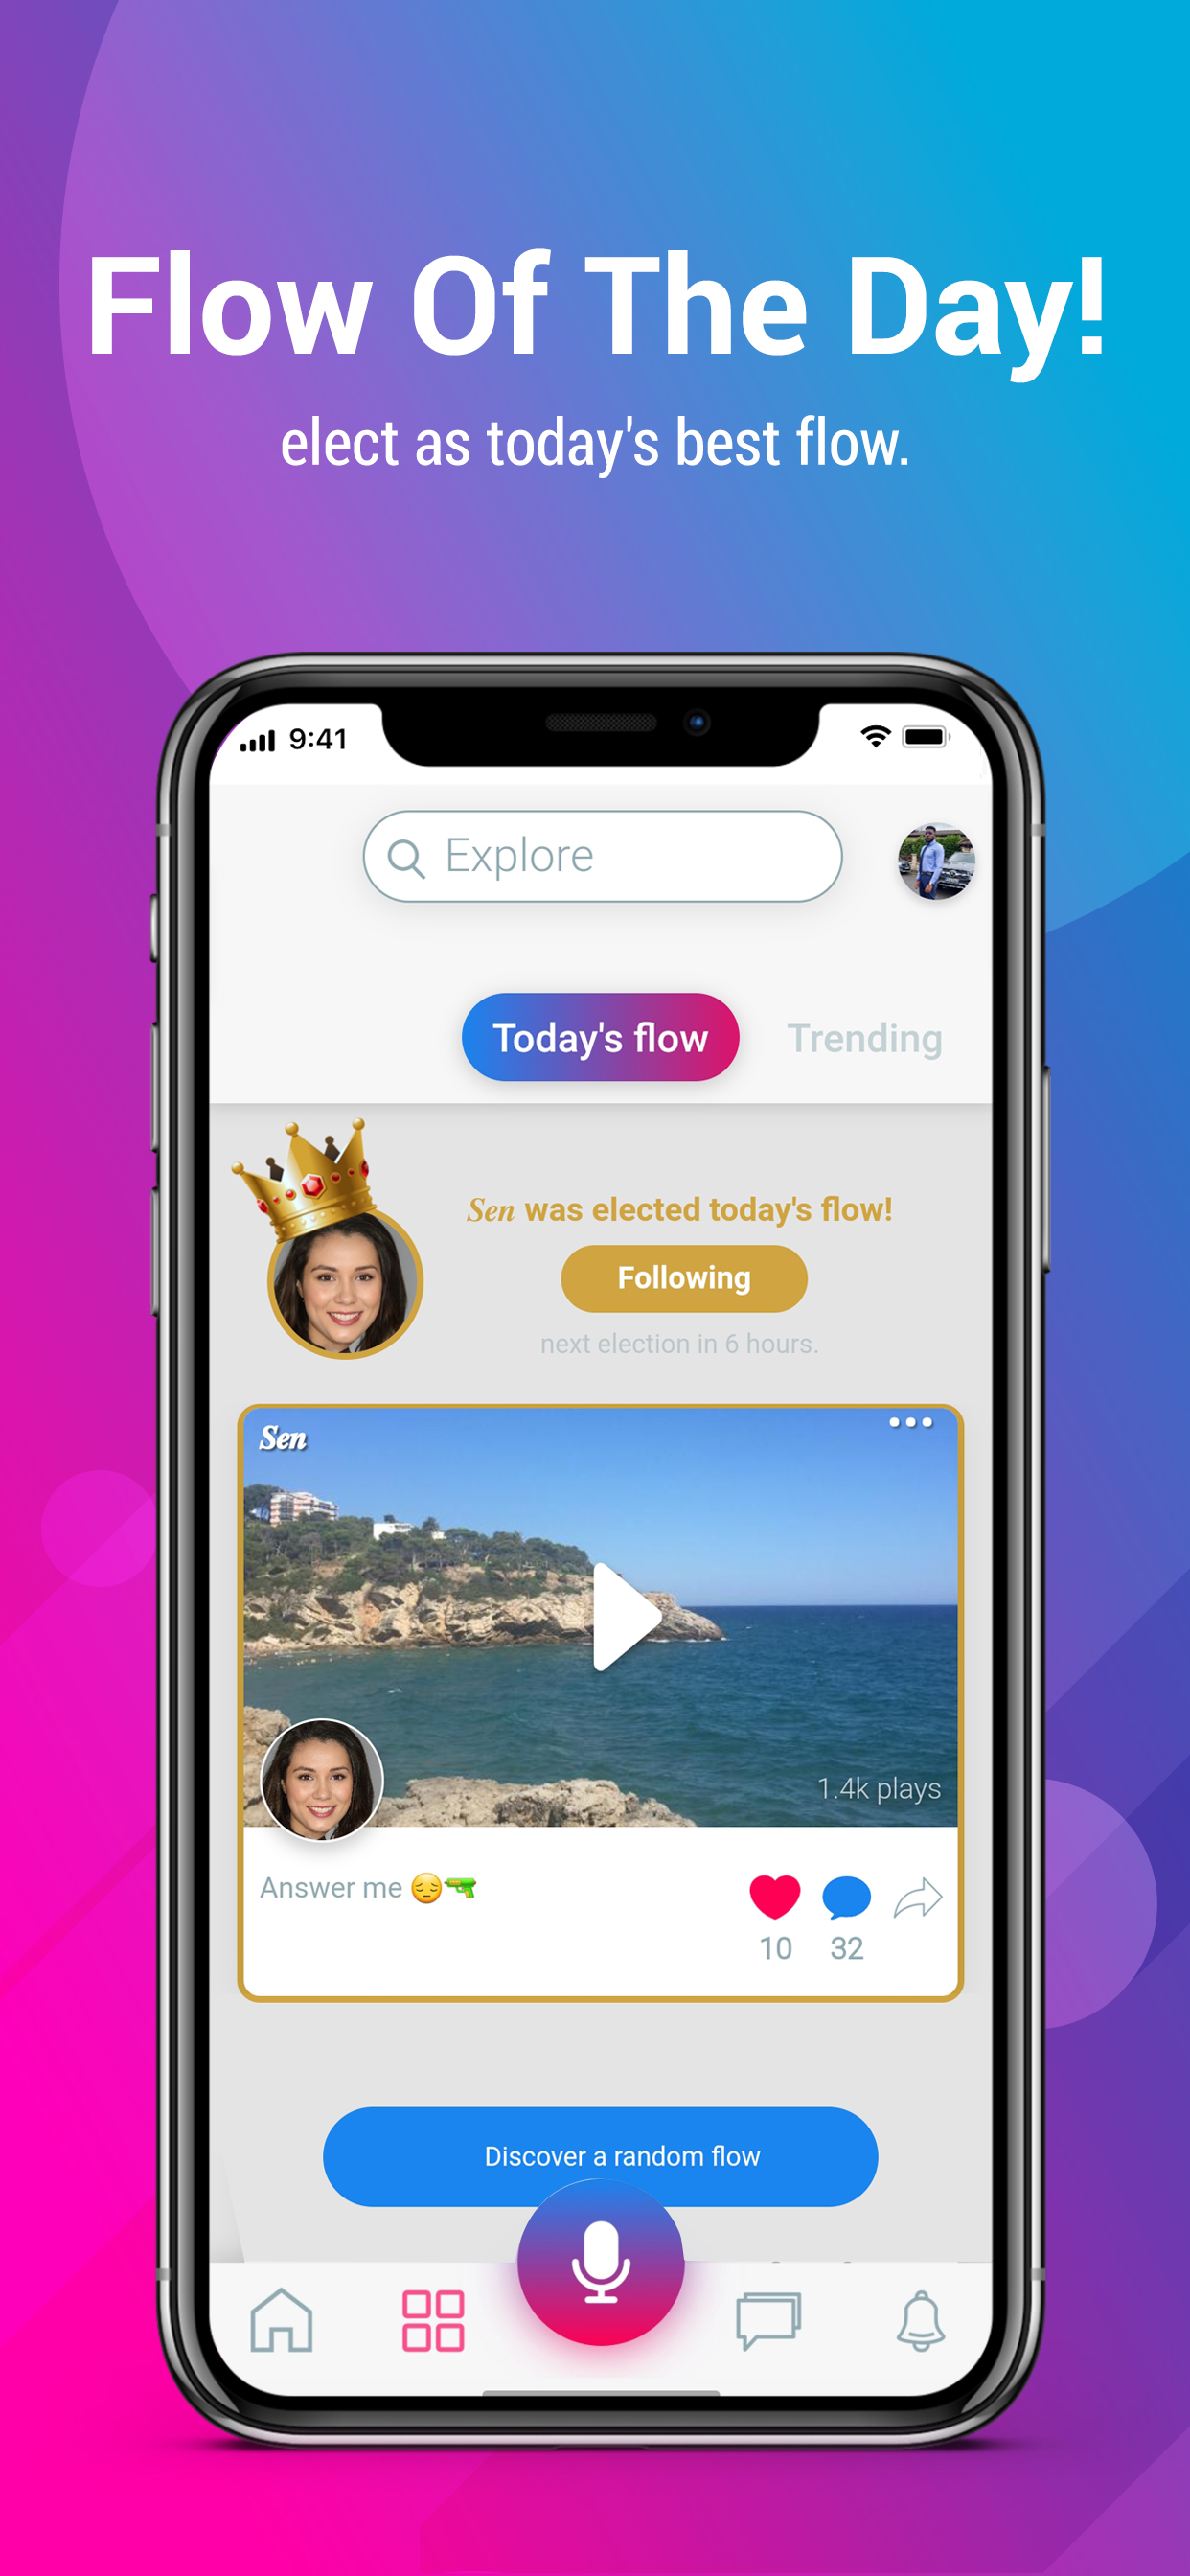 Flow Of The Day!
elect as today's best flow.
9:41
Explore
Today's flow
Trending
Sen was elected today's flow!
Following
next election in 6 hours.
Sen
1.4k plays
Answer me 😔🔫
10
32
Discover a random flow